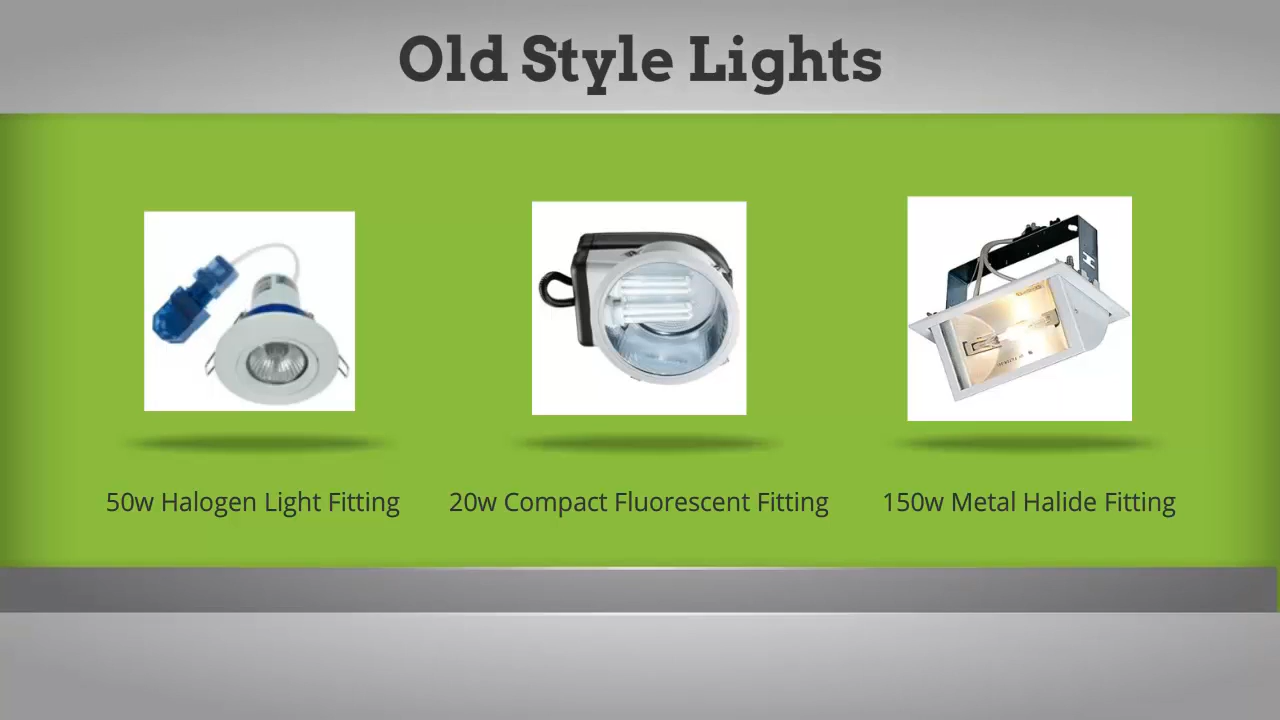 Old Style Lights
50w Halogen Light Fitting
20w Compact Fluorescent Fitting
150w Metal Halide Fitting